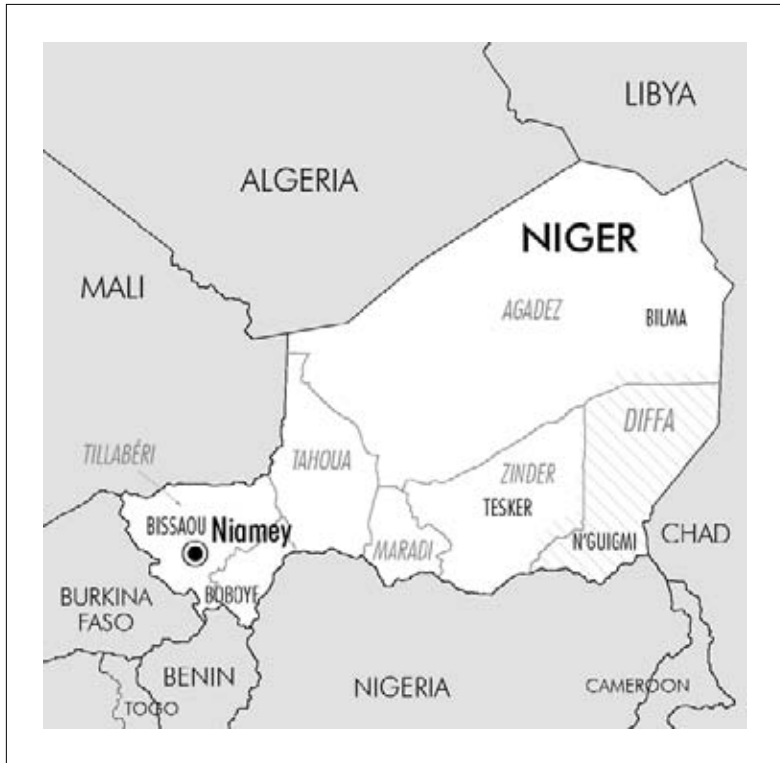 LIBYA
ALGERIA
NIGER
MALI
AGADEZ
BILMA
DIFFA
TILLABÉRI
TAHOUA
ZINDER
TESKER
BISSAOU
Niamey
MARADI
N'GUIGMI
CHAD
BOBOYE
BURKINA
FASO
BENIN
NIGERIA
CAMEROON
TOGO